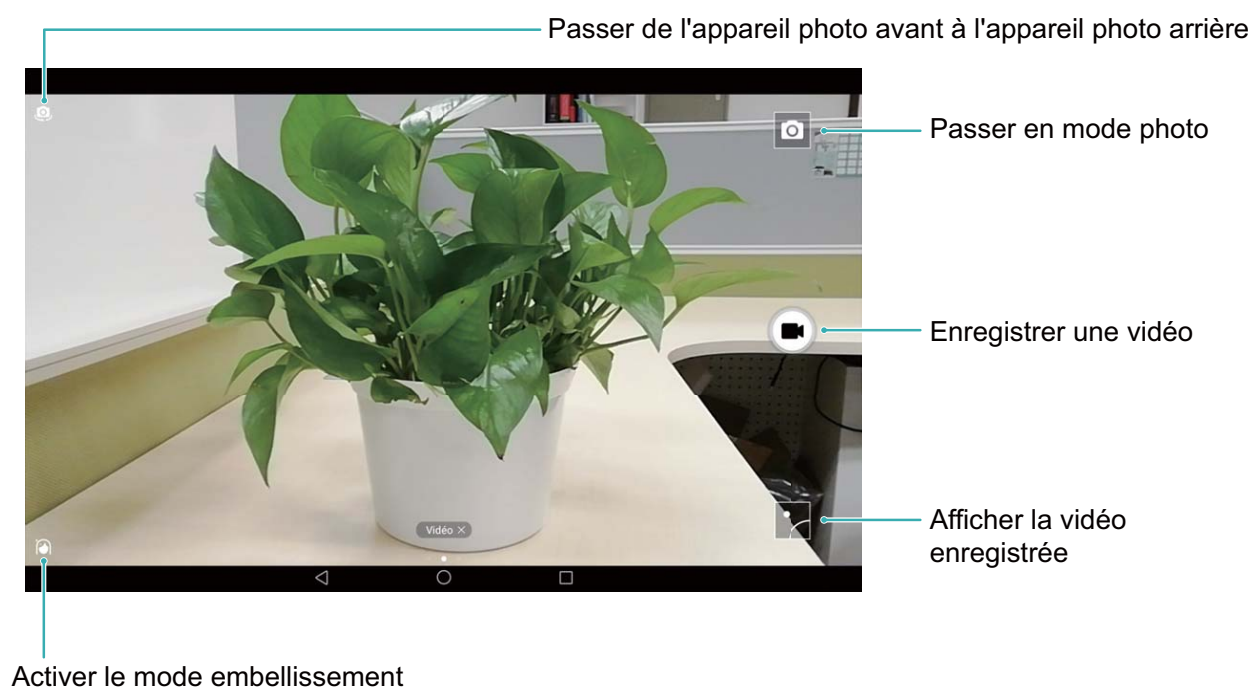 Passer de l'appareil photo avant à l'appareil photo arrière
Passer en mode photo
Enregistrer une vidéo
Afficher la vidéo
enregistrée
Vidéo ×
Activer le mode embellissement